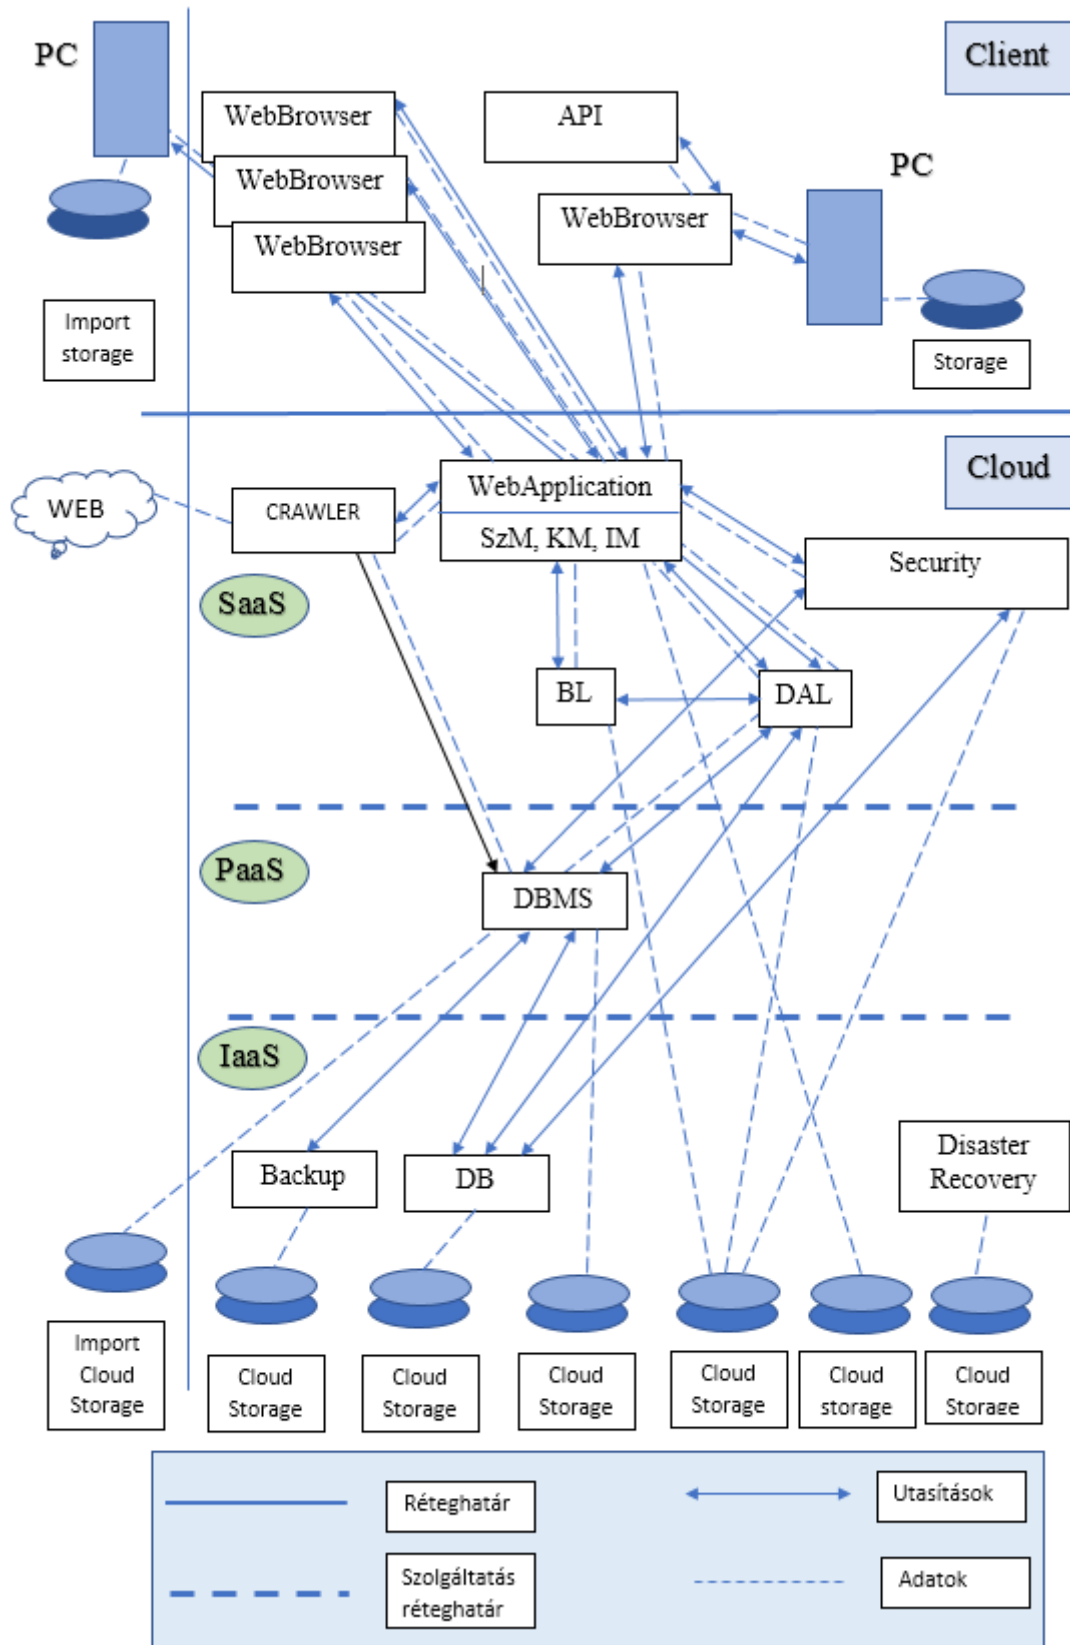 PC
Client
WebBrowser
API
WebBrowser
PC
WebBrowser
WebBrowser
Import
storage
Storage
Cloud
WEB
CRAWLER
WebApplication
SzM, KM, IM
Security
SaaS
BL
DAL
PaaS
DBMS
IaaS
Backup
DB
Disaster
Recovery
Import
Cloud
Storage
Cloud
Storage
Cloud
Storage
Cloud
Storage
Cloud
Storage
Cloud
storage
Cloud
Storage
Réteghatár
Utasítások
Szolgáltatás
réteghatár
Adatok